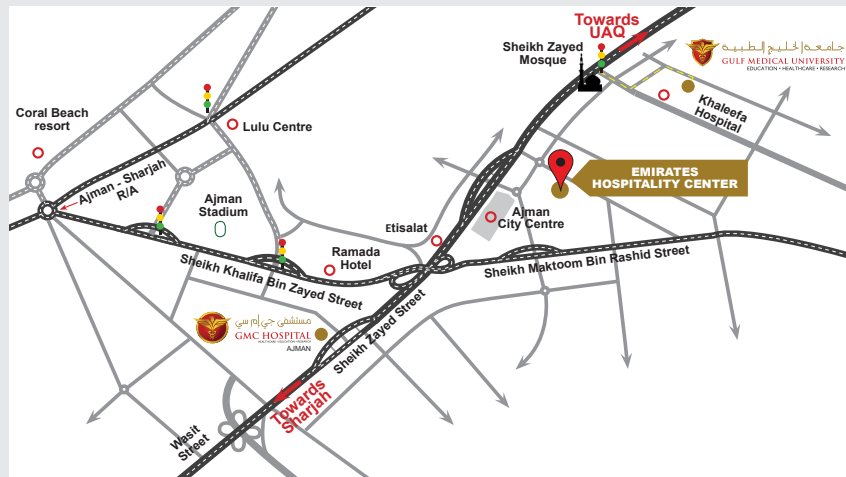 Towards
UAQ
Sheikh Zayed
Mosque
جامعة الخليج الطبية
GULF MEDICAL UNIVERSITY
EDUCATION • HEALTHCARE • RESEARCH
Khaleefa
Hospital
Coral Beach
resort
Lulu Centre
Ajman - Sharjah
R/A
EMIRATES
HOSPITALITY CENTER
Ajman
Stadium
Ajman
City Centre
Etisalat
Ramada
Hotel
Sheikh Maktoom Bin Rashid Street
Sheikh Khalifa Bin Zayed Street
Sheikh Zayed Street
مستشفى جي إم سي
GMC HOSPITAL
HEALTHCARE • EDUCATION • RESEARCH
AJMAN
Towards
Sharjah
Wasit
Street